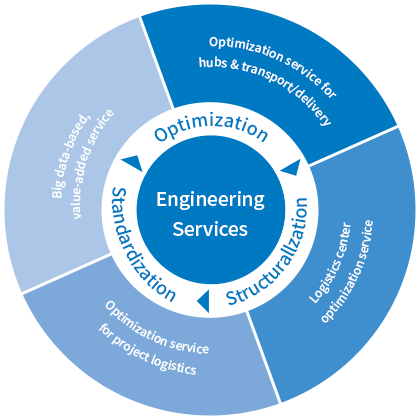 Optimization service for
hubs & transport/delivery
Logistics center
optimization service
Optimization service
for project logistics
Big data-based,
value-added service
Optimization
Structurallzation
Standardization
Engineering
Services